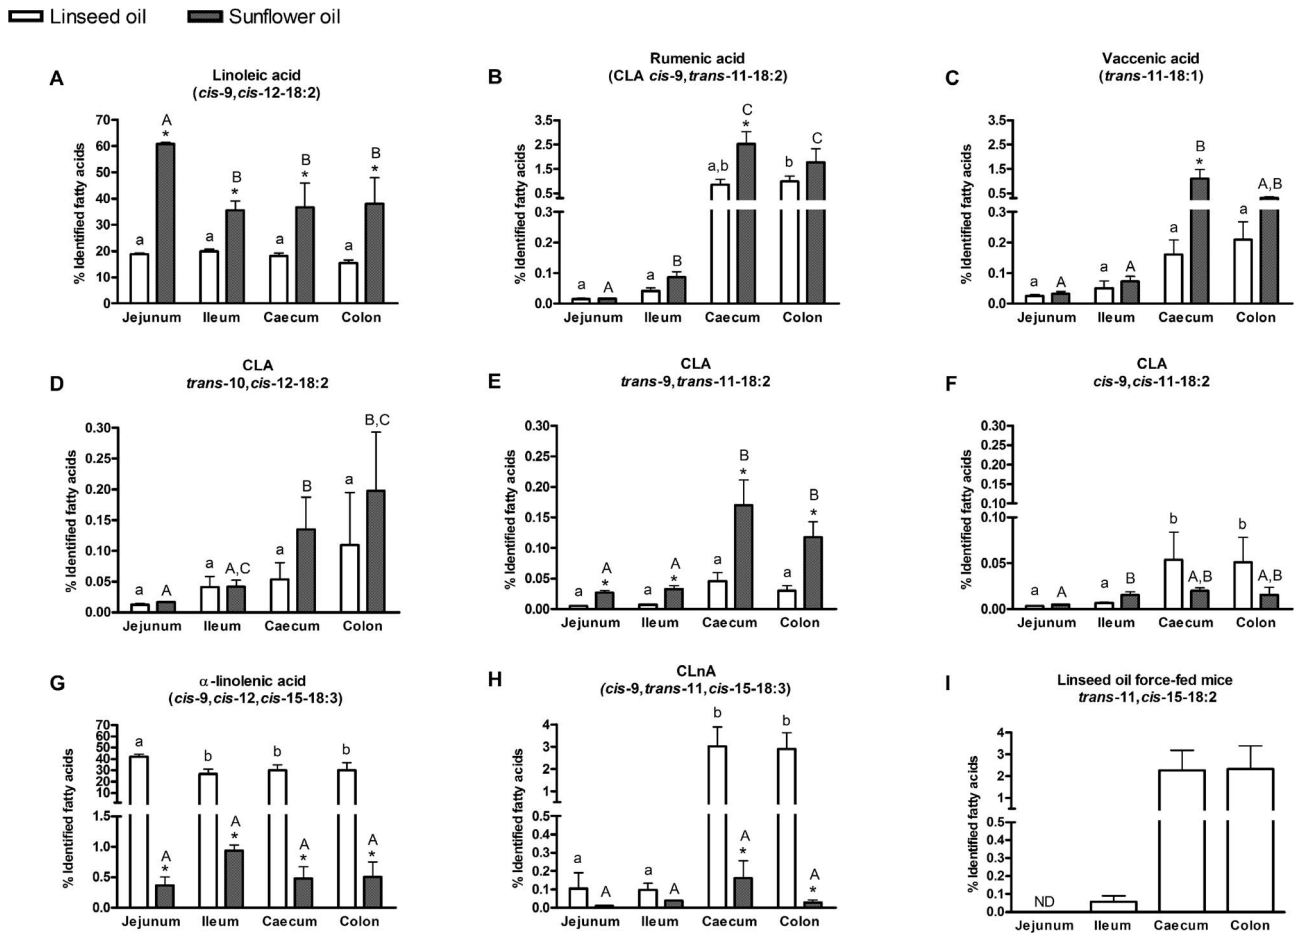 Linseed oil Sunflower oil
A
Linoleic acid
(cis-9,cis-12-18:2)
% Identified fatty acids
70
60
50
40
30
20
10
0
a A * a B * a B * a B *
Jejunum Ileum Caecum Colon
B
Rumenic acid
(CLA cis-9,trans-11-18:2)
% Identified fatty acids
3.5
2.5
1.5
0.5
0.3
0.2
0.1
0.0
a A a B a,b C * b C
Jejunum Ileum Caecum Colon
C
Vaccenic acid
(trans-11-18:1)
% Identified fatty acids
3.5
2.5
1.5
0.5
0.3
0.2
0.1
0.0
a A a A a B * a A,B
Jejunum Ileum Caecum Colon
D
CLA
trans-10,cis-12-18:2
% Identified fatty acids
0.30
0.25
0.20
0.15
0.10
0.05
0.00
a A a A,C a B a B,C
Jejunum Ileum Caecum Colon
E
CLA
trans-9,trans-11-18:2
% Identified fatty acids
0.30
0.25
0.20
0.15
0.10
0.05
0.00
a A * a A * a B * a B *
Jejunum Ileum Caecum Colon
F
CLA
cis-9,cis-11-18:2
% Identified fatty acids
0.30
0.25
0.20
0.15
0.10
0.10
0.05
0.00
a A a B b A,B b A,B
Jejunum Ileum Caecum Colon
G
α-linolenic acid
(cis-9,cis-12,cis-15-18:3)
% Identified fatty acids
70
60
50
40
30
20
10
1.5
1.0
0.5
0.0
a A * b A * b A * b A *
Jejunum Ileum Caecum Colon
H
CLnA
(cis-9,trans-11,cis-15-18:3)
% Identified fatty acids
4
3
2
1
0.5
0.4
0.3
0.2
0.1
0.0
a A a A b A * b A *
Jejunum Ileum Caecum Colon
I
Linseed oil force-fed mice
trans-11,cis-15-18:2
% Identified fatty acids
4
3
2
1
0.5
0.4
0.3
0.2
0.1
0.0
ND
Jejunum Ileum Caecum Colon